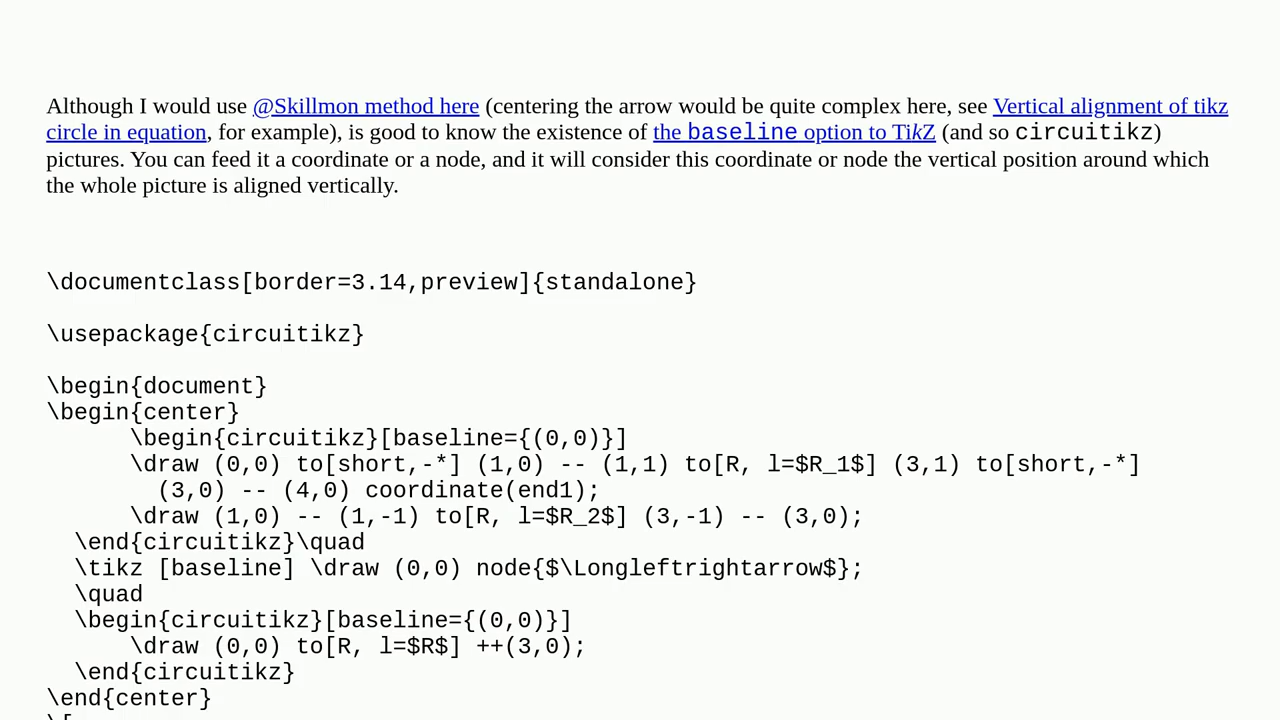 Although I would use @Skillmon method here (centering the arrow would be quite complex here, see Vertical alignment of tikz
circle in equation, for example), is good to know the existence of the baseline option to TikZ (and so circuitikz)
pictures. You can feed it a coordinate or a node, and it will consider this coordinate or node the vertical position around which
the whole picture is aligned vertically.
\documentclass[border=3.14,preview]{standalone}
\usepackage{circuitikz}
\begin{document}
\begin{center}
      \begin{circuitikz}[baseline={(0,0)}]
      \draw (0,0) to[short,-*] (1,0) -- (1,1) to[R, l=$R_1$] (3,1) to[short,-*]
        (3,0) -- (4,0) coordinate(end1);
      \draw (1,0) -- (1,-1) to[R, l=$R_2$] (3,-1) -- (3,0);
  \end{circuitikz}\quad
  \tikz [baseline] \draw (0,0) node{$\Longleftrightarrow$};
  \quad
  \begin{circuitikz}[baseline={(0,0)}]
      \draw (0,0) to[R, l=$R$] ++(3,0);
  \end{circuitikz}
\end{center}
\[